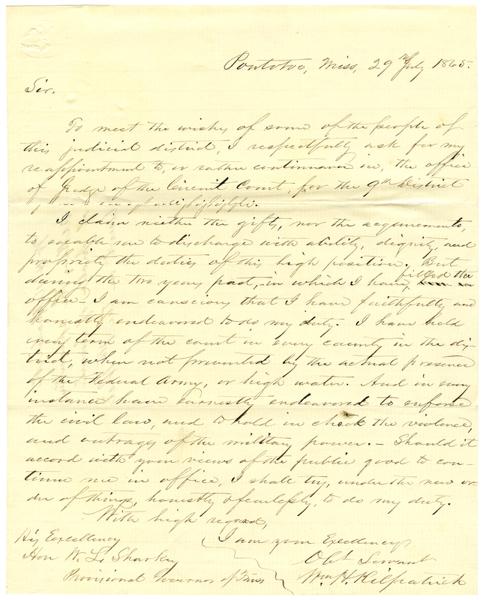 Pontotoc, Miss, 29th July 1865.
Sir.
To meet the wishes of some of the people of
this judicial district, I respectfully ask for my
reappointment to, or rather continuance in, the office
of Judge of the Circuit Court, for the 9th District
I claim neither the gifts, nor the acquirements,
to enable me to discharge with ability, dignity and
propriety the duties of this high position. But
during the two years past, in which I have filled the
office - I am conscious that I have faithfully and
honestly endeavored to do my duty. I have held
every term of the court in every county in the dis-
trict, when not prevented by the actual presence
of the Federal Army, or high water. And in every
instance have earnestly endeavored to enforce
the civil law, and to hold in check the violence,
and outrages of the military power. - Should it
accord with your views of the public good to con-
tinue me in office, I shall try, under the new or-
der of things, honestly & fearlessly, to do my duty.
With high regard,
I am your Excellency's
Obt Servant
Wm. H. Kilpatrick
His Excellency
Hon W. L. Sharkey
Provisional Governor of Miss